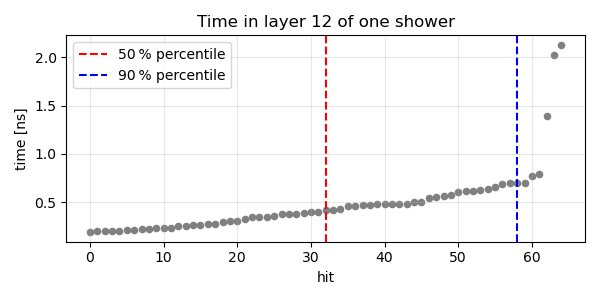 Time in layer 12 of one shower
50 % percentile
90 % percentile
time [ns]
2.0
1.5
1.0
0.5
0 10 20 30 40 50 60
hit